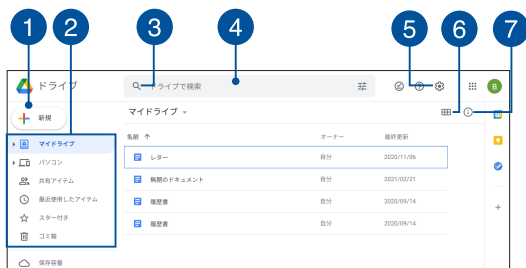 1 2 3 4 5 6 7
ドライブ
ドライブで検索
B
新規
マイドライブ
名前 ↑ オーナー 最終更新
マイドライブ
レター 自分 2020/11/06
パソコン
無題のドキュメント 自分 2021/02/21
共有アイテム
最近使用したアイテム
履歴書 自分 2020/09/14
スター付き
履歴書 自分 2020/09/14
ゴミ箱
保存容量